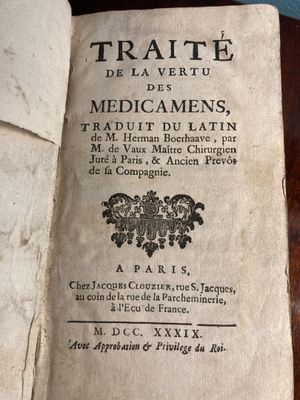 TRAITÉ
DE LA VERTU
DES
MEDICAMENS,
TRADUIT DU LATIN
de M. Herman Boerhaave, par
M. de Vaux Maître Chirurgien
Juré à Paris, & Ancien Prevôt
de sa Compagnie.
A PARIS,
Chez JACQUES CLOUZIER, rue S. Jacques,
au coin de la rue de la Parcheminerie,
à l'Ecu de France.
M. DCC. XXXIX.
Avec Approbation & Privilege du Roi.